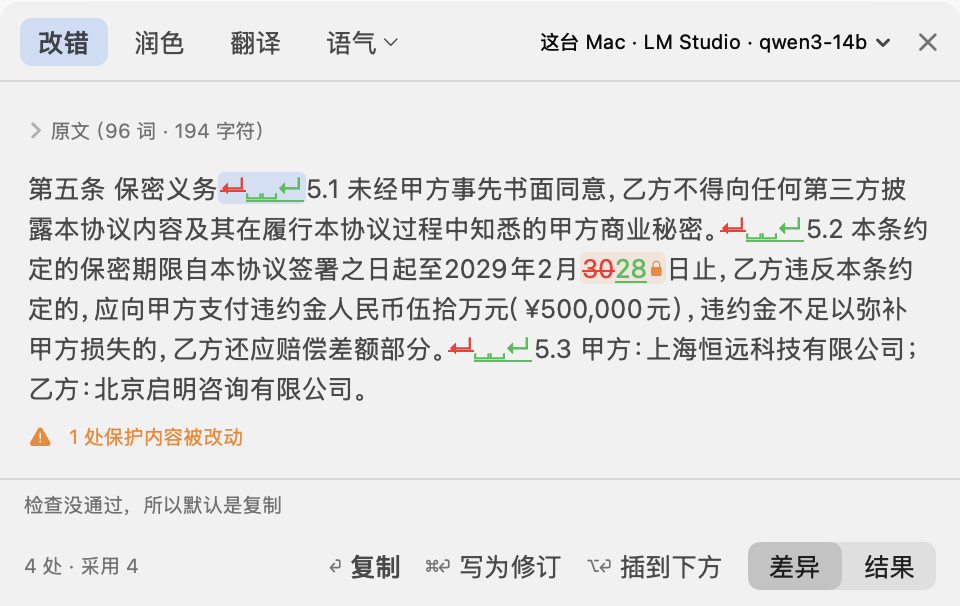 改错 润色 翻译 语气 这台 Mac · LM Studio · qwen3-14b
原文 (96 词 · 194 字符)
第五条 保密义务↵␣␣↵5.1 未经甲方事先书面同意，乙方不得向任何第三方披
露本协议内容及其在履行本协议过程中知悉的甲方商业秘密。↵␣␣↵5.2 本条约
定的保密期限自本协议签署之日起至2029年2月3028日止，乙方违反本条约
定的，应向甲方支付违约金人民币伍拾万元(¥500,000元)，违约金不足以弥补
甲方损失的，乙方还应赔偿差额部分。↵␣␣↵5.3 甲方：上海恒远科技有限公司；
乙方：北京启明咨询有限公司。
1 处保护内容被改动
检查没通过，所以默认是复制
4 处 · 采用 4 ↵ 复制 ⌘↵ 写为修订 ⌥↵ 插到下方 差异 结果